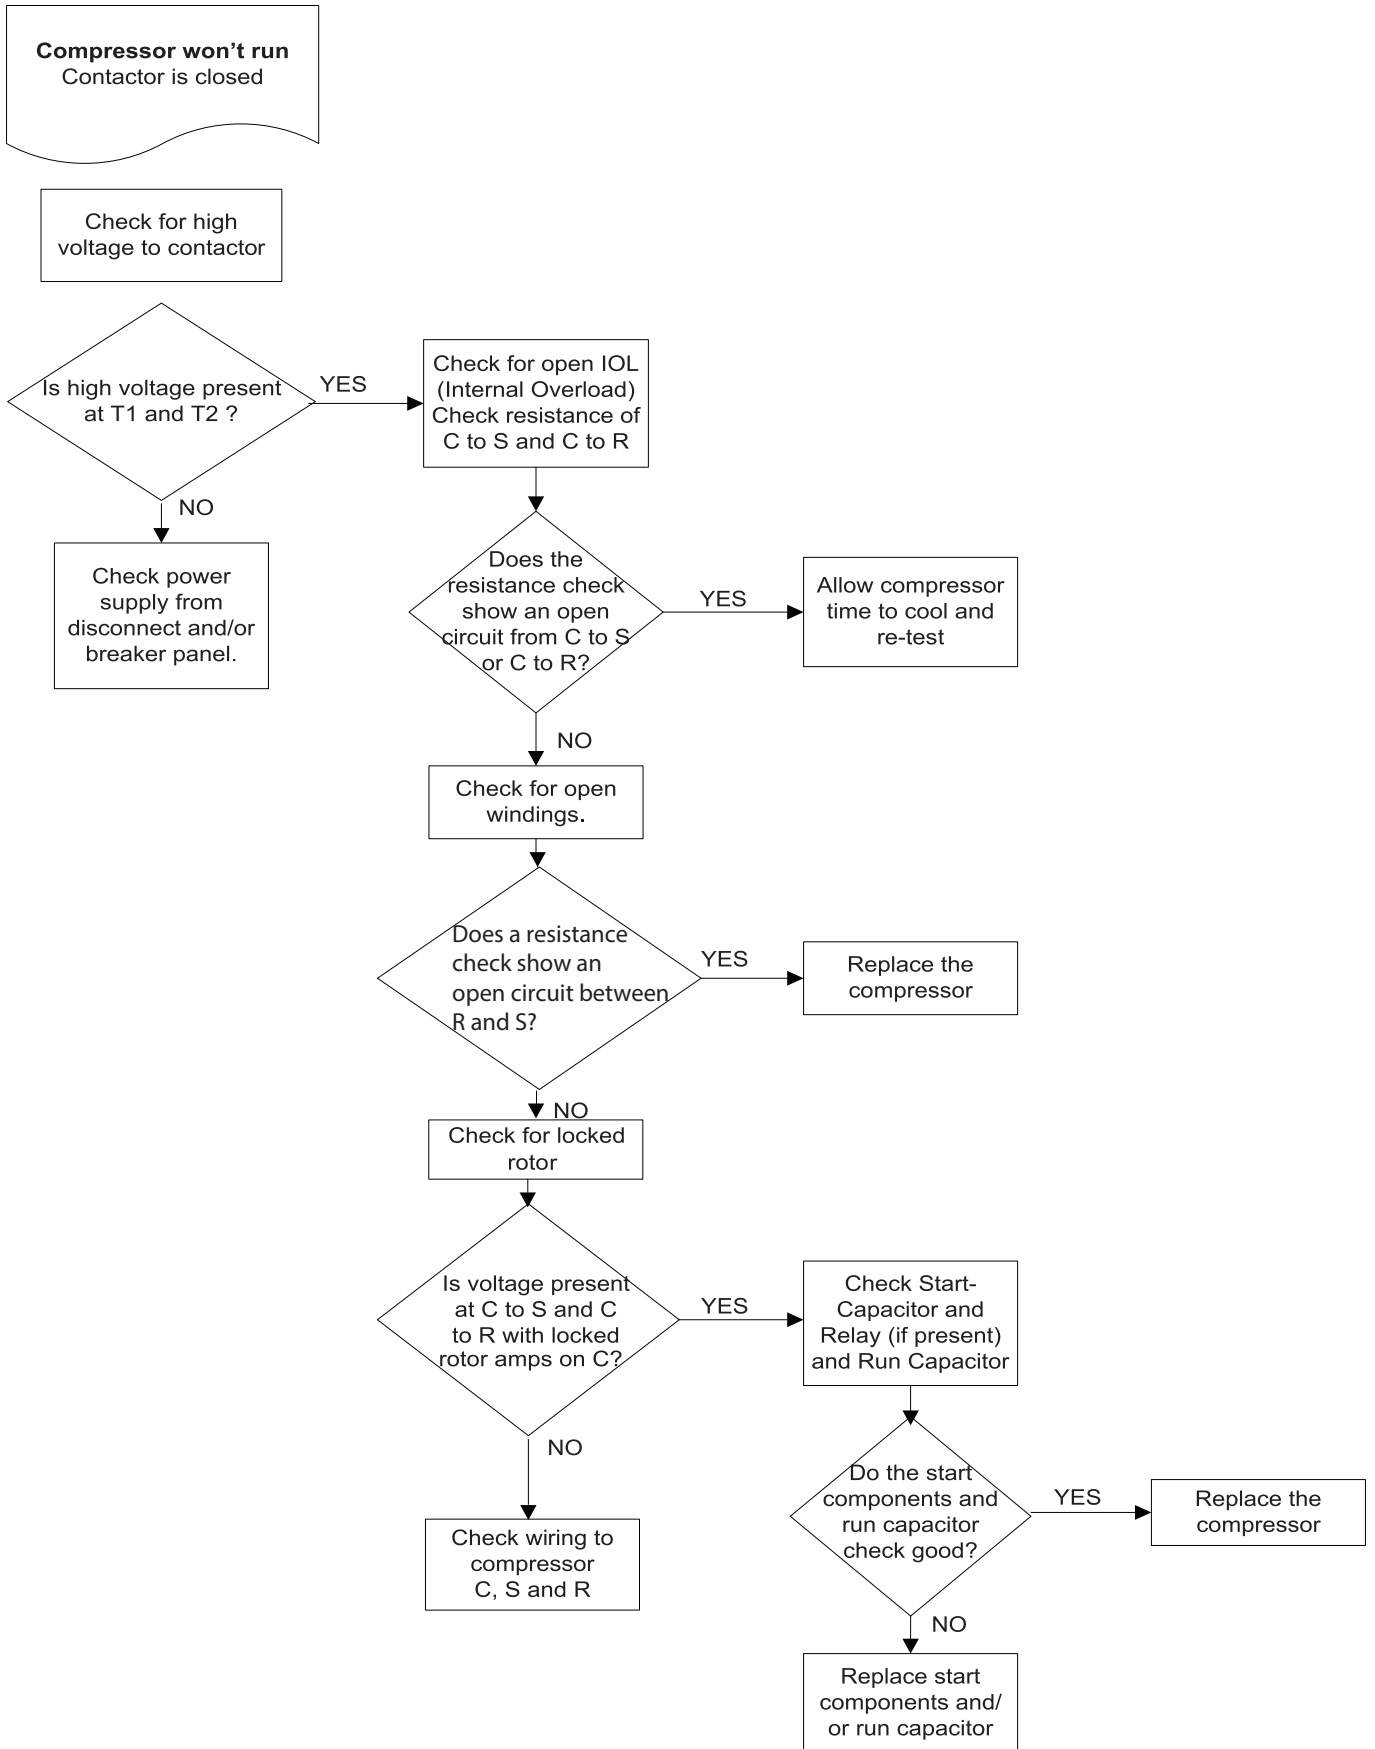 Compressor won't run
Contactor is closed
Check for high
voltage to contactor
Is high voltage present
at T1 and T2 ?
YES
NO
Check power
supply from
disconnect and/or
breaker panel.
Check for open IOL
(Internal Overload)
Check resistance of
C to S and C to R
Does the
resistance check
show an open
circuit from C to S
or C to R?
YES
Allow compressor
time to cool and
re-test
NO
Check for open
windings.
Does a resistance
check show an
open circuit between
R and S?
YES
Replace the
compressor
NO
Check for locked
rotor
Is voltage present
at C to S and C
to R with locked
rotor amps on C?
YES
NO
Check wiring to
compressor
C, S and R
Check Start-
Capacitor and
Relay (if present)
and Run Capacitor
Do the start
components and
run capacitor
check good?
YES
Replace the
compressor
NO
Replace start
components and/
or run capacitor